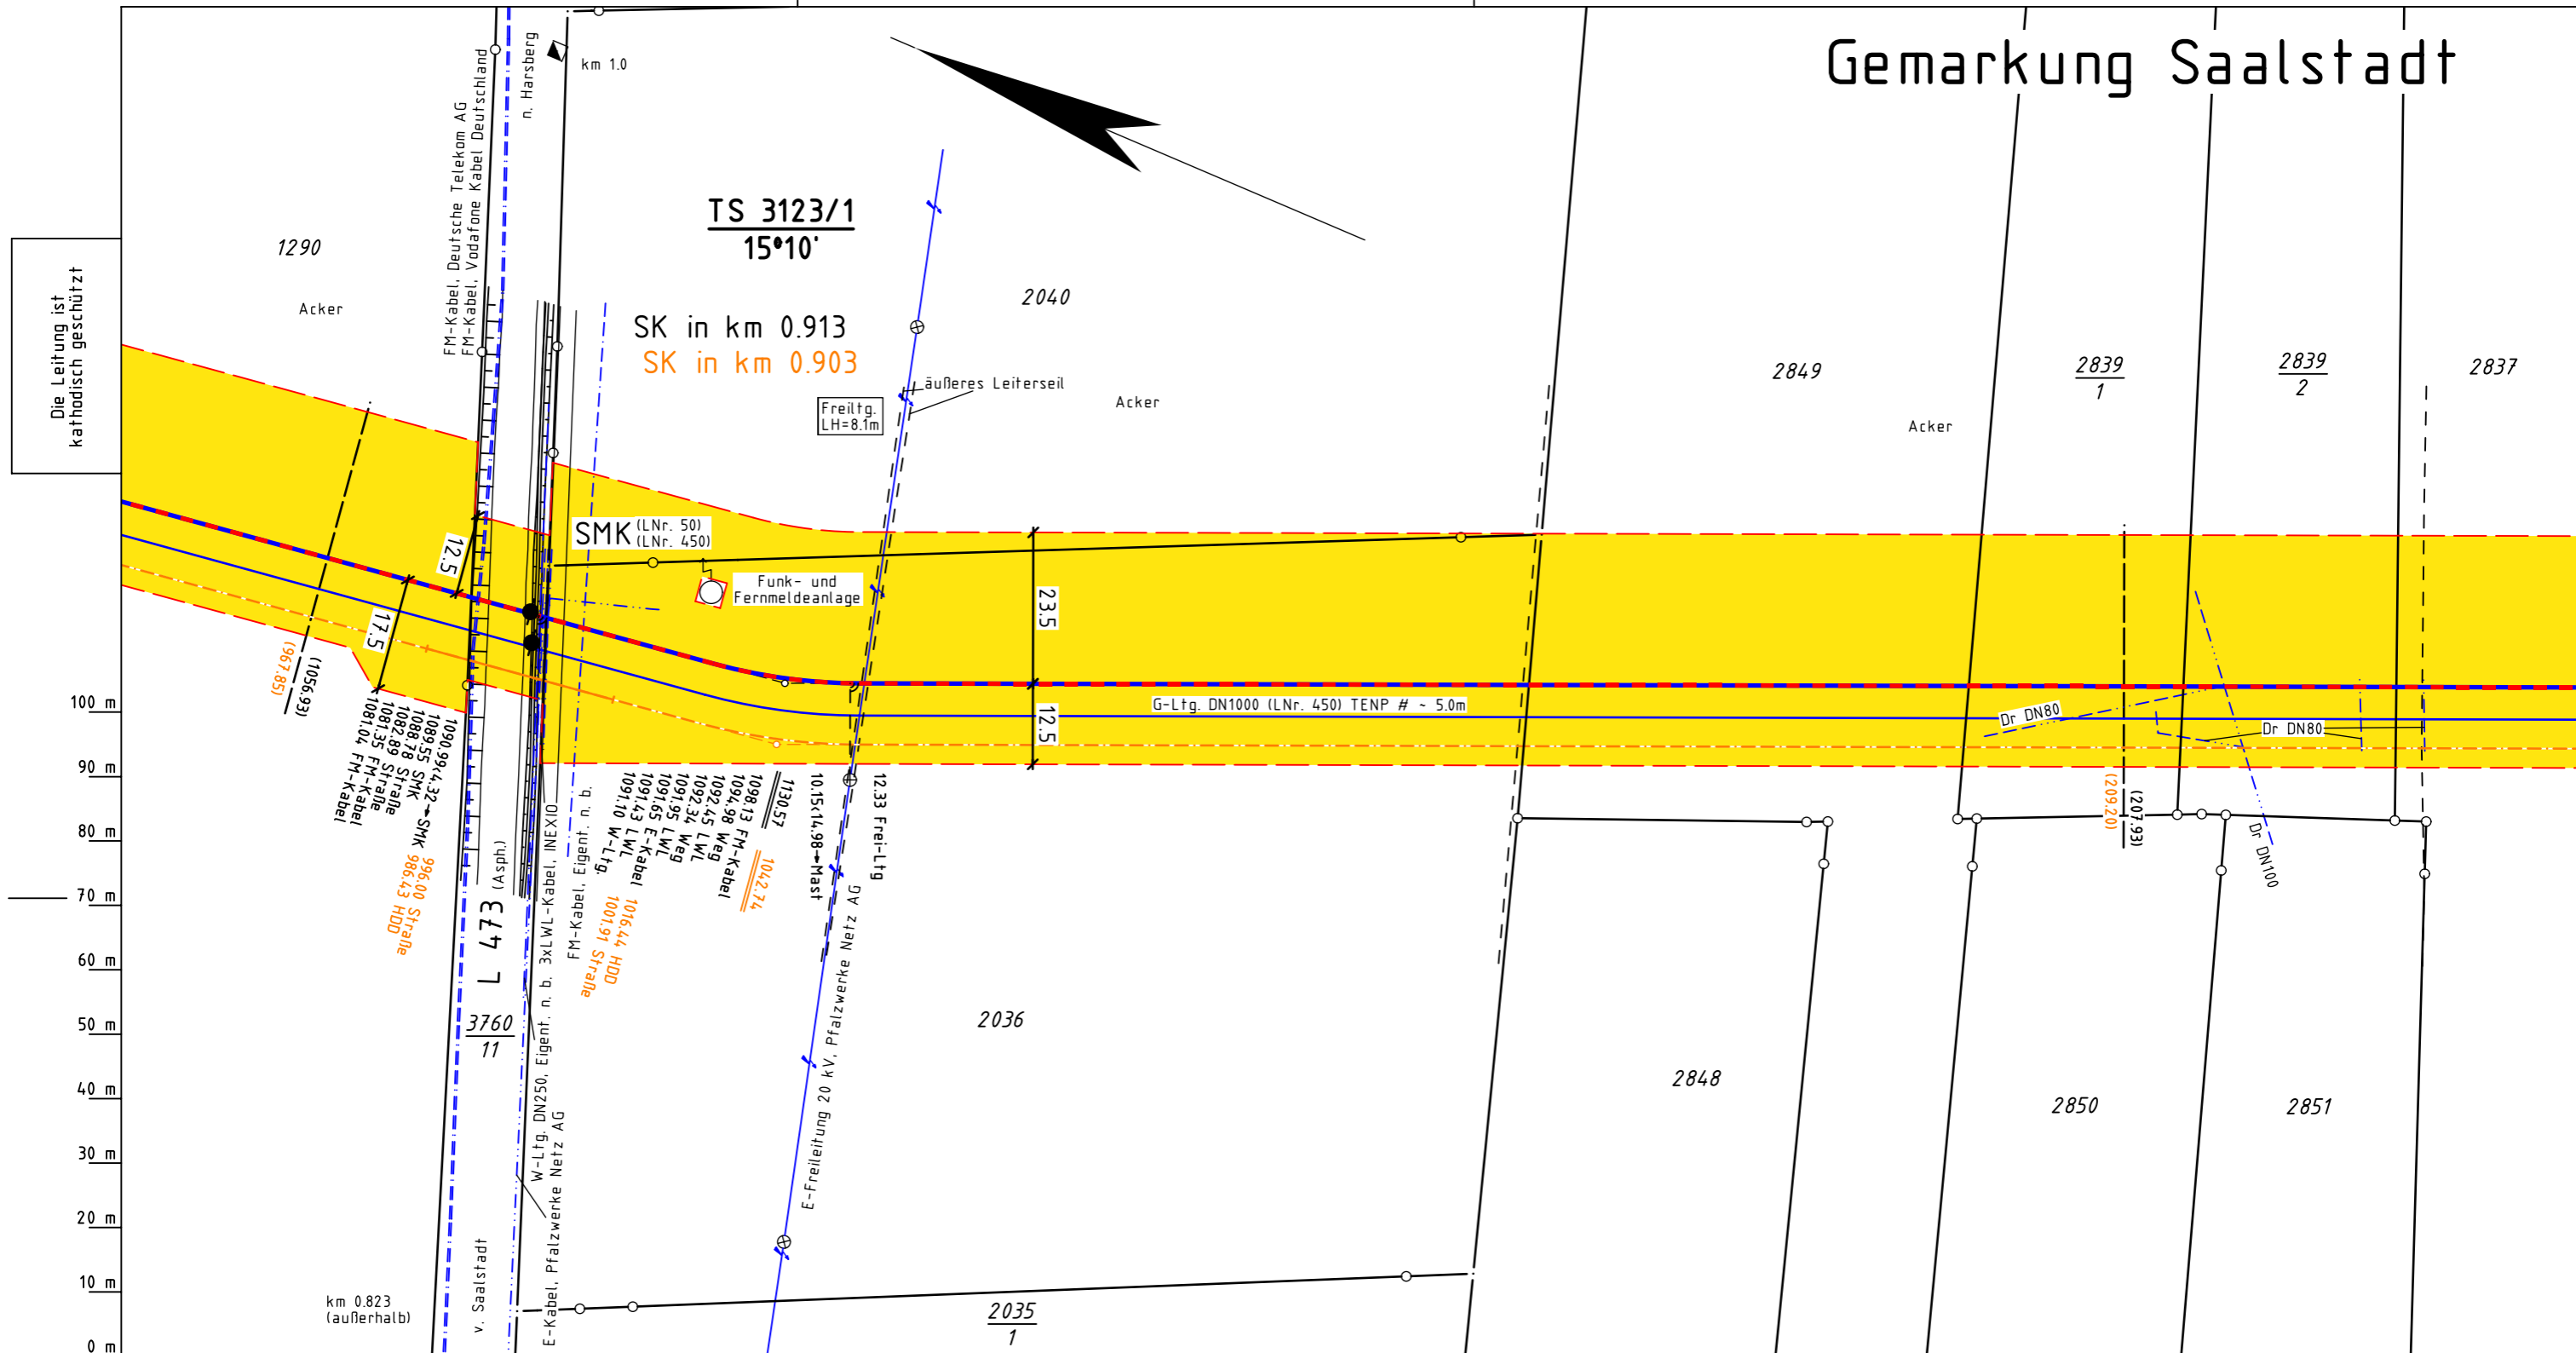 Gemarkung Saalstadt
n. Harsberg
km 1.0
FM-Kabel, Deutsche Telekom AG
FM-Kabel, Vodafone Kabel Deutschland
Die Leitung ist
kathodisch geschützt
1290
Acker
TS 3123/1
15°10'
SK in km 0.913
SK in km 0.903
2040
äußeres Leiterseil
Freiltg.
LH=8.1m
Acker
2849
Acker
2839
1
2839
2
2837
SMK (LNr. 50)
(LNr. 450)
Funk- und
Fernmeldeanlage
12.5
17.5
23.5
12.5
G-Ltg. DN1000 (LNr. 450) TENP # ~ 5.0m
Dr DN80
Dr DN80
Dr DN100
(967.85)
(1056.93)
(209.20)
(207.93)
1090.99<4.32→SMK
1089.55 SMK
1088.78 Straße
1082.89 Straße
1081.35 FM-Kabel
1081.04 FM-Kabel
996.00 Straße
986.43 HDD
12.33 Frei-Ltg
10.15<14.98→Mast
1130.57
1042.74
1098.13 FM-Kabel
1094.98 Weg
1092.45 LWL
1092.34 Weg
1091.95 LWL
1091.65 E-Kabel
1091.43 LWL
1091.10 W-Ltg.
1016.44 HDD
1001.91 Straße
L 473 (Asph.)
3760
11
W-Ltg. DN250, Eigent. n. b.
3xLWL-Kabel, INEXIO
FM-Kabel, Eigent. n. b.
E-Kabel, Pfalzwerke Netz AG
E-Freileitung 20 kV, Pfalzwerke Netz AG
2036
2848
2850
2851
2035
1
v. Saalstadt
km 0.823
(außerhalb)
100 m
90 m
80 m
70 m
60 m
50 m
40 m
30 m
20 m
10 m
0 m